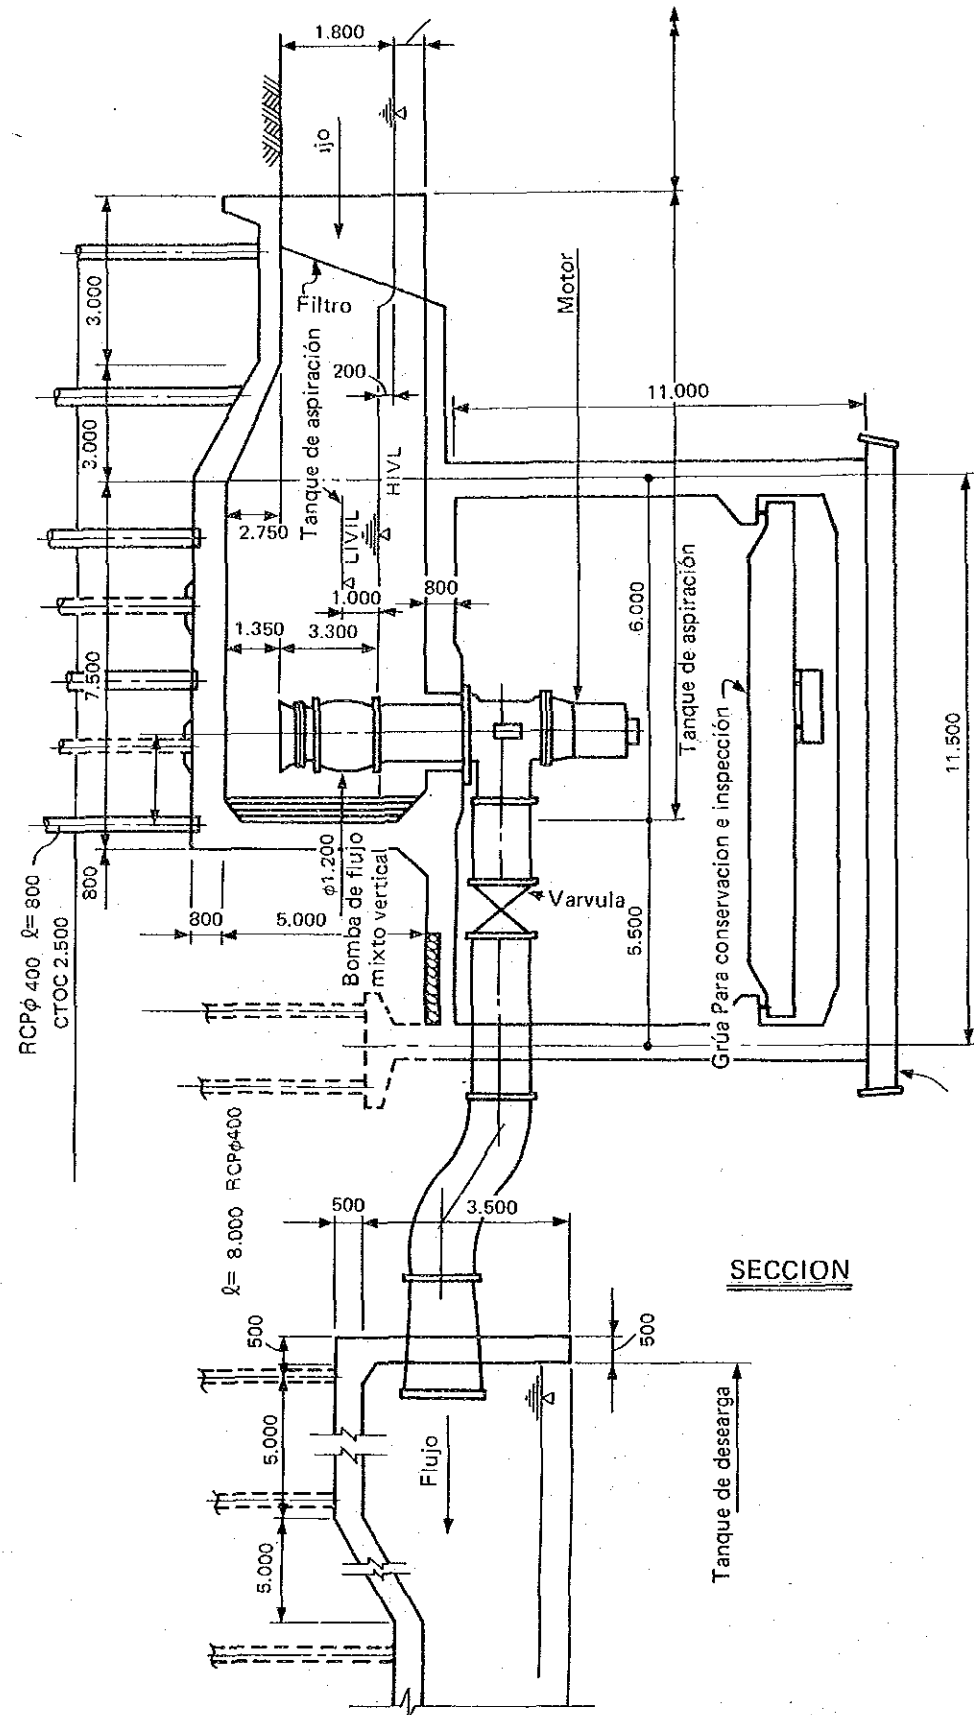 1.800
ijo
Filtro
3.000
3.000
Tanque de aspiración
200
HIVL
LIVIL
2.750
Motor
11.000
1.000
800
1.350
3.300
7.500
6.000
Tanque de aspiración
11.500
RCPϕ 400 ℓ= 800
CTOC 2.500
800
800
5.000
ϕ1.200
Bomba de flujo
mixto vertical
Varvula
5.500
Grúa Para conservacion e inspección
ℓ= 8.000 RCPϕ400
500
3.500
SECCION
500
500
5.000
Flujo
5.000
Tanque de desearga